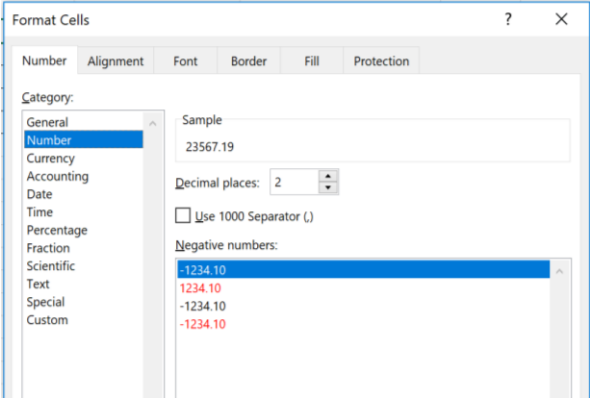 Format Cells ? ×
Number Alignment Font Border Fill Protection
Category:
General
Number
Currency
Accounting
Date
Time
Percentage
Fraction
Scientific
Text
Special
Custom
Sample
23567.19
Decimal places: 2
Use 1000 Separator (,)
Negative numbers:
-1234.10
1234.10
-1234.10
-1234.10